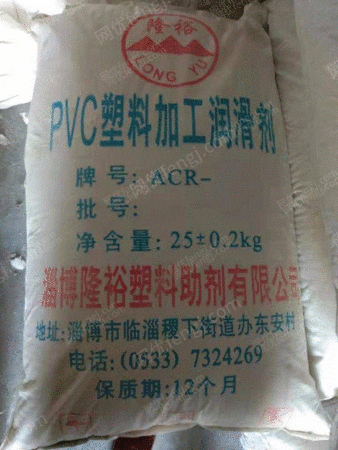 隆裕
LONG YU
PVC塑料加工润滑剂
牌号: ACR-
批号:
净含量: 25±0.2kg
淄博隆裕塑料助剂有限公司
地址:淄博市临淄稷下街道办东安村
电话:(0533) 7324269
保质期:12个月